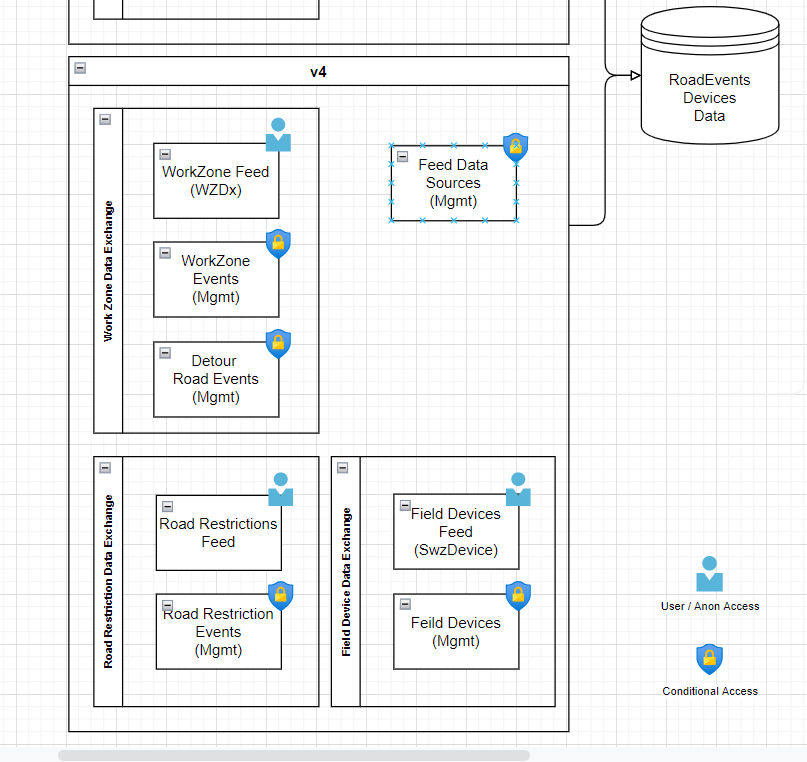 v4
RoadEvents
Devices
Data
Work Zone Data Exchange
WorkZone Feed
(WZDx)
Feed Data
Sources
(Mgmt)
WorkZone
Events
(Mgmt)
Detour
Road Events
(Mgmt)
Road Restriction Data Exchange
Road Restrictions
Feed
Road Restriction
Events
(Mgmt)
Field Device Data Exchange
Field Devices
Feed
(SwzDevice)
Feild Devices
(Mgmt)
User / Anon Access
Conditional Access